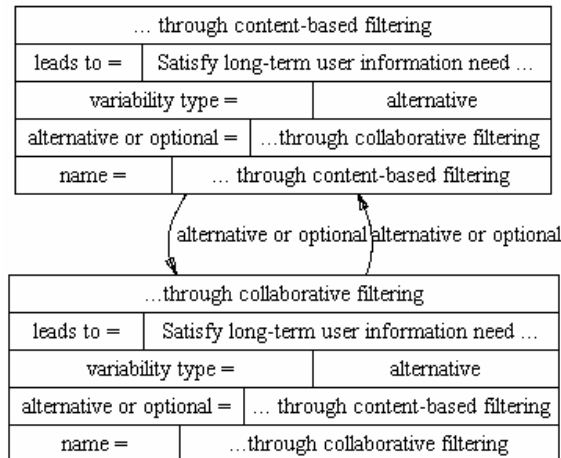 ... through content-based filtering
leads to = Satisfy long-term user information need ...
variability type = alternative
alternative or optional = ...through collaborative filtering
name = ... through content-based filtering
alternative or optional alternative or optional
...through collaborative filtering
leads to = Satisfy long-term user information need ...
variability type = alternative
alternative or optional = ... through content-based filtering
name = ...through collaborative filtering